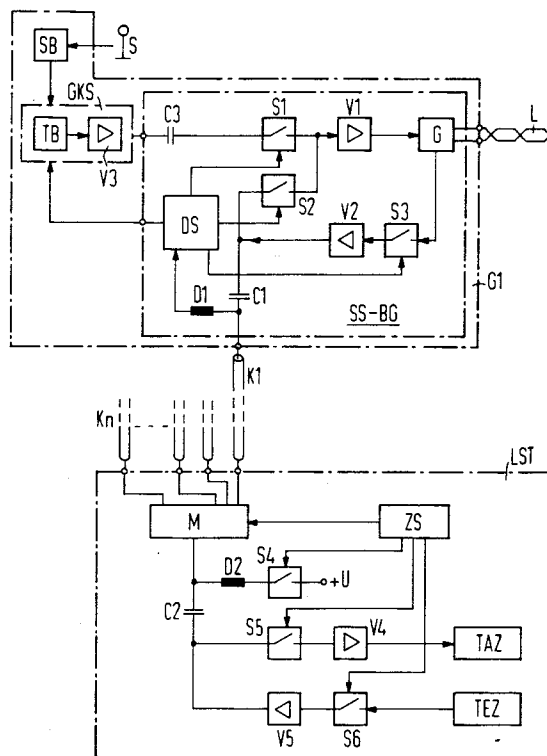 SB
S
GKS
TB
V3
C3
S1
V1
G
L
S2
DS
V2
S3
D1
C1
SS-BG
G1
K1
Kn
LST
M
ZS
D2
S4
+U
C2
S5
V4
TAZ
V5
S6
TEZ